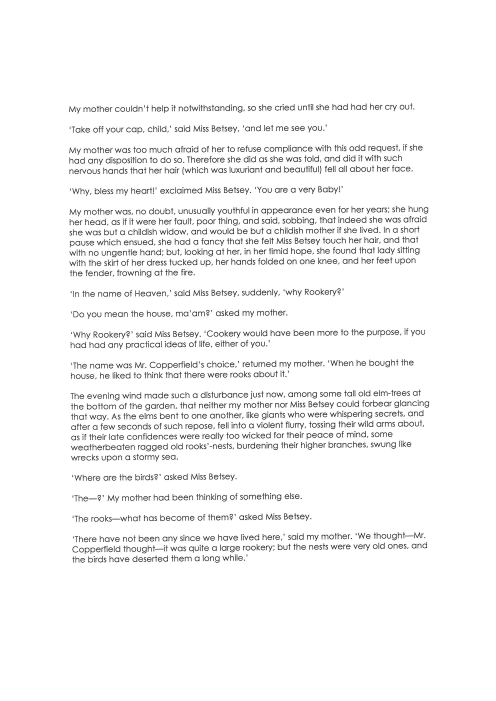 My mother couldn't help it notwithstanding, so she cried until she had had her cry out.
'Take off your cap, child,' said Miss Betsey, 'and let me see you.'
My mother was too much afraid of her to refuse compliance with this odd request, if she
had any disposition to do so. Therefore she did as she was told, and did it with such
nervous hands that her hair (which was luxuriant and beautiful) fell all about her face.
'Why, bless my heart!' exclaimed Miss Betsey. 'You are a very Baby!'
My mother was, no doubt, unusually youthful in appearance even for her years; she hung
her head, as if it were her fault, poor thing, and said, sobbing, that indeed she was afraid
she was but a childish widow, and would be but a childish mother if she lived. In a short
pause which ensued, she had a fancy that she felt Miss Betsey touch her hair, and that
with no ungentle hand; but, looking at her, in her timid hope, she found that lady sitting
with the skirt of her dress tucked up, her hands folded on one knee, and her feet upon
the fender, frowning at the fire.
'In the name of Heaven,' said Miss Betsey, suddenly, 'why Rookery?'
'Do you mean the house, ma'am?' asked my mother.
'Why Rookery?' said Miss Betsey. 'Cookery would have been more to the purpose, if you
had had any practical ideas of life, either of you.'
'The name was Mr. Copperfield's choice,' returned my mother. 'When he bought the
house, he liked to think that there were rooks about it.'
The evening wind made such a disturbance just now, among some tall old elm-trees at
the bottom of the garden, that neither my mother nor Miss Betsey could forbear glancing
that way. As the elms bent to one another, like giants who were whispering secrets, and
after a few seconds of such repose, fell into a violent flurry, tossing their wild arms about,
as if their late confidences were really too wicked for their peace of mind, some
weatherbeaten ragged old rooks'-nests, burdening their higher branches, swung like
wrecks upon a stormy sea.
'Where are the birds?' asked Miss Betsey.
'The—?' My mother had been thinking of something else.
'The rooks—what has become of them?' asked Miss Betsey.
'There have not been any since we have lived here,' said my mother. 'We thought—Mr.
Copperfield thought—it was quite a large rookery; but the nests were very old ones, and
the birds have deserted them a long while.'